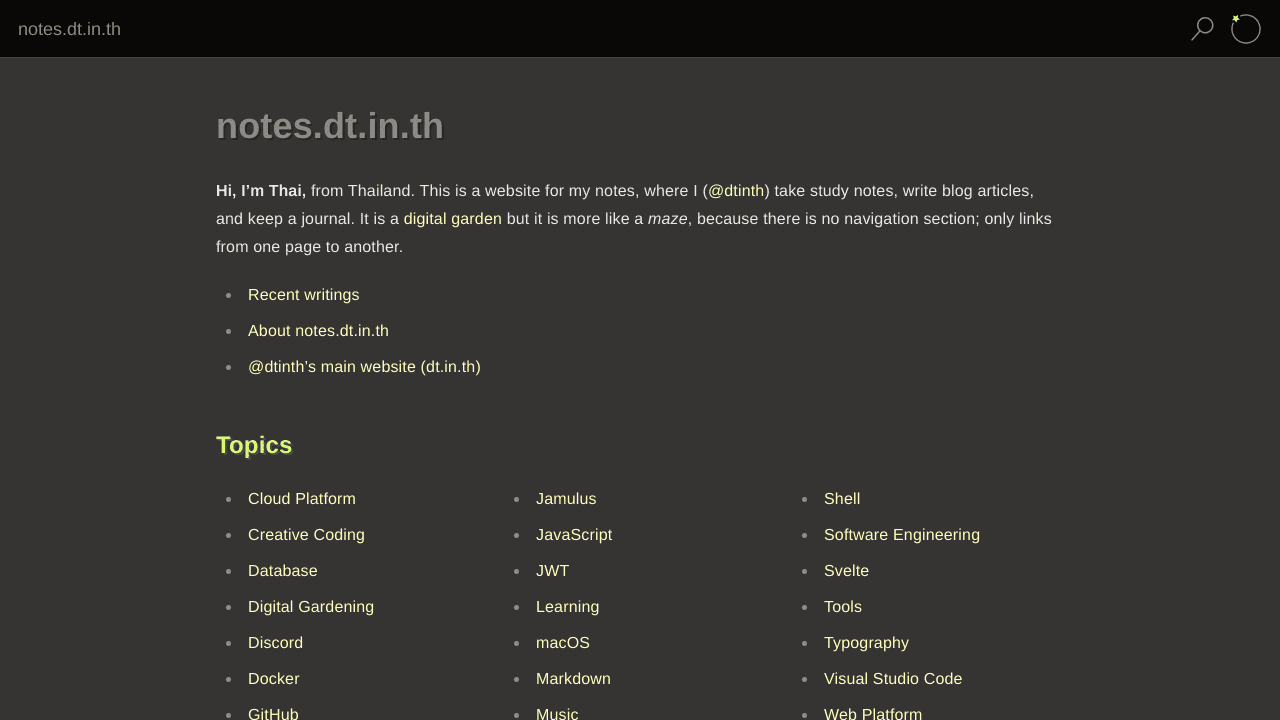 notes.dt.in.th
notes.dt.in.th
Hi, I’m Thai, from Thailand. This is a website for my notes, where I (@dtinth) take study notes, write blog articles,
and keep a journal. It is a digital garden but it is more like a maze, because there is no navigation section; only links
from one page to another.
Recent writings
About notes.dt.in.th
@dtinth’s main website (dt.in.th)
Topics
Cloud Platform
Creative Coding
Database
Digital Gardening
Discord
Docker
GitHub
Jamulus
JavaScript
JWT
Learning
macOS
Markdown
Music
Shell
Software Engineering
Svelte
Tools
Typography
Visual Studio Code
Web Platform